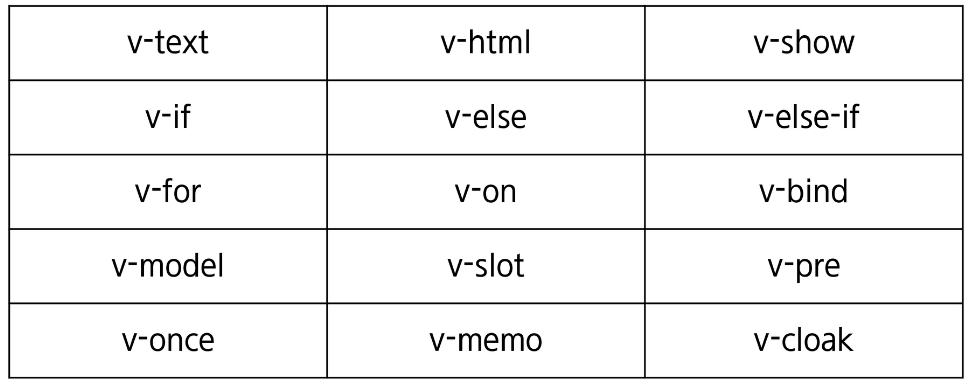 v-text v-html v-show
v-if v-else v-else-if
v-for v-on v-bind
v-model v-slot v-pre
v-once v-memo v-cloak